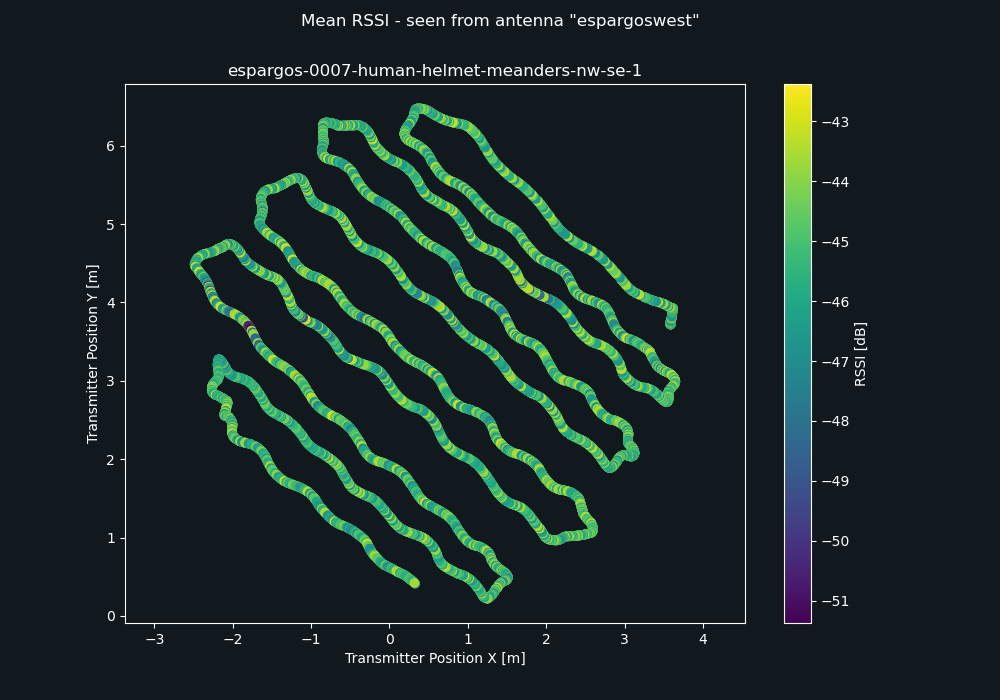 Mean RSSI - seen from antenna "espargoswest"
espargos-0007-human-helmet-meanders-nw-se-1
6
5
4
3
2
1
0
Transmitter Position Y [m]
−3 −2 −1 0 1 2 3 4
Transmitter Position X [m]
−43
−44
−45
−46
−47
−48
−49
−50
−51
RSSI [dB]